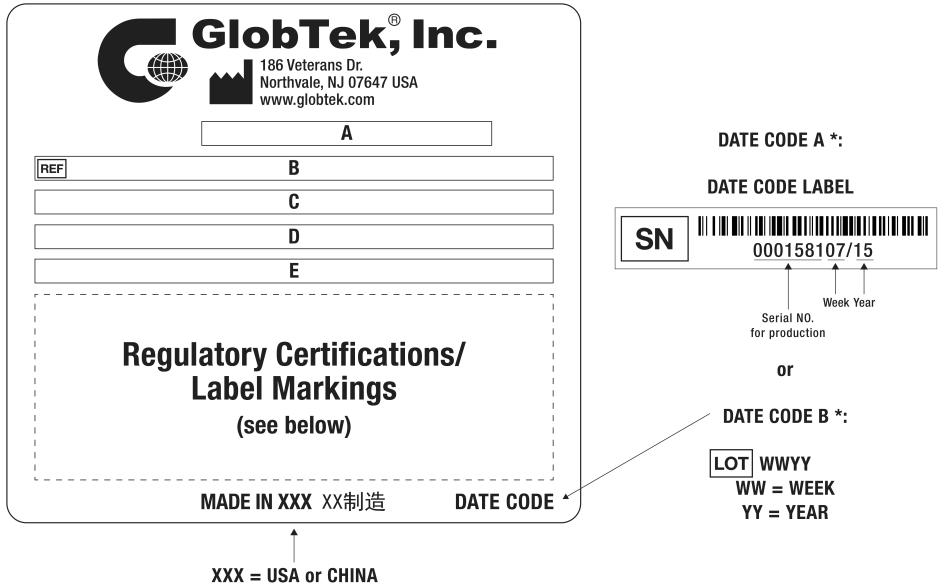 GlobTek,® Inc.
186 Veterans Dr.
Northvale, NJ 07647 USA
www.globtek.com
A
REF B
C
D
E
Regulatory Certifications/
Label Markings
(see below)
MADE IN XXX XX制造 DATE CODE
XXX = USA or CHINA
DATE CODE A *:
DATE CODE LABEL
SN
000158107/15
Week Year
Serial NO.
for production
or
DATE CODE B *:
LOT WWYY
WW = WEEK
YY = YEAR